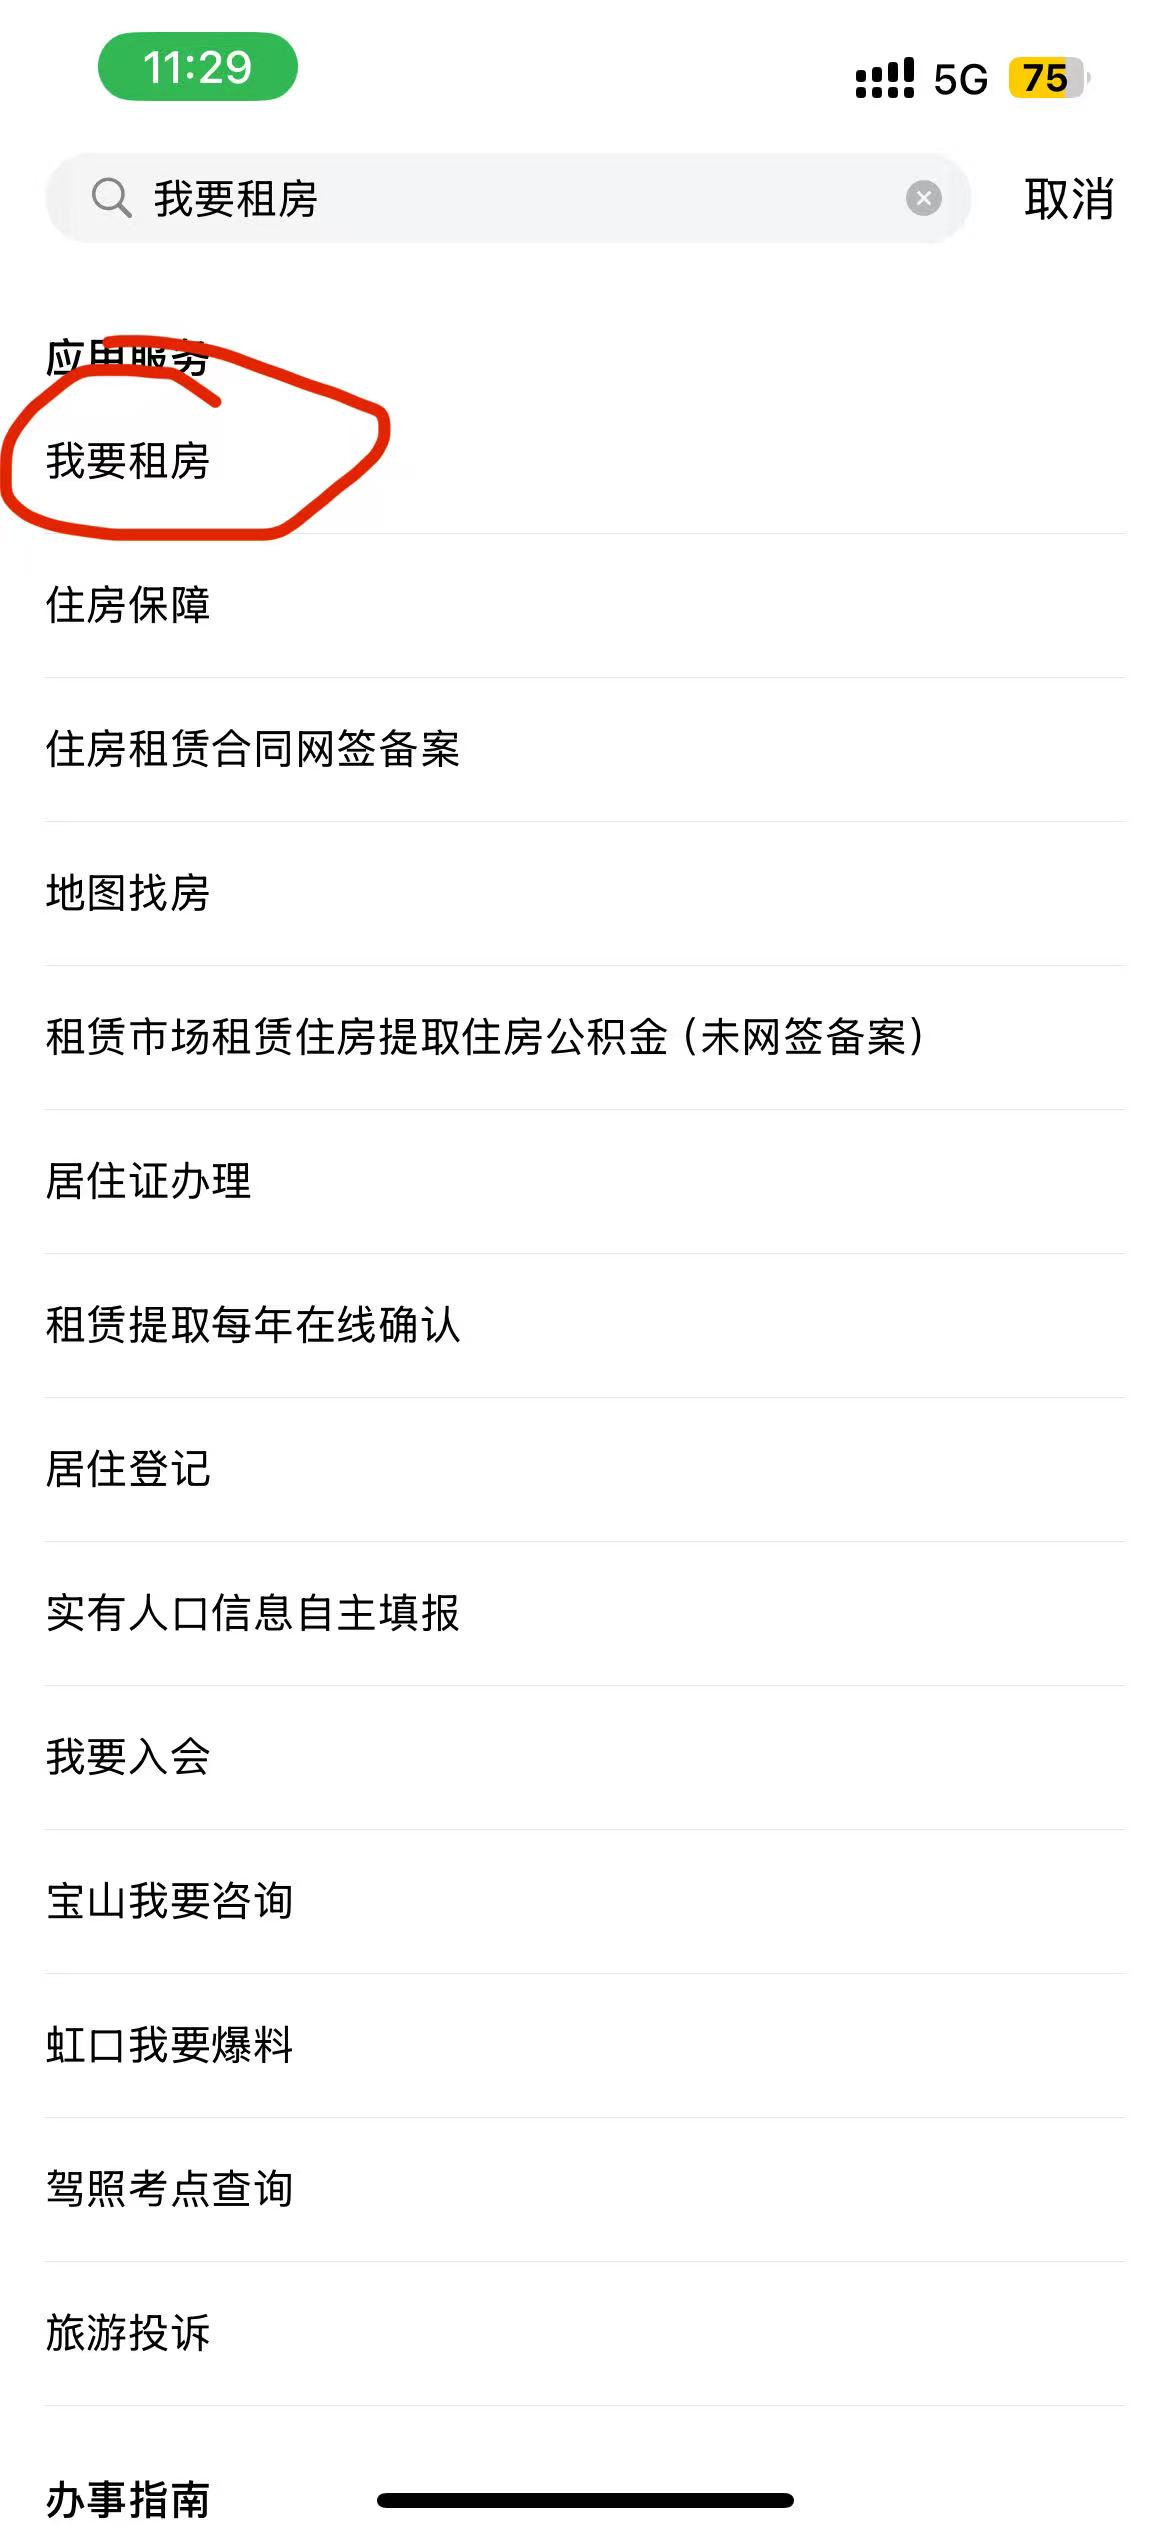 11:29
5G 75
我要租房
取消
应用服务
我要租房
住房保障
住房租赁合同网签备案
地图找房
租赁市场租赁住房提取住房公积金（未网签备案）
居住证办理
租赁提取每年在线确认
居住登记
实有人口信息自主填报
我要入会
宝山我要咨询
虹口我要爆料
驾照考点查询
旅游投诉
办事指南